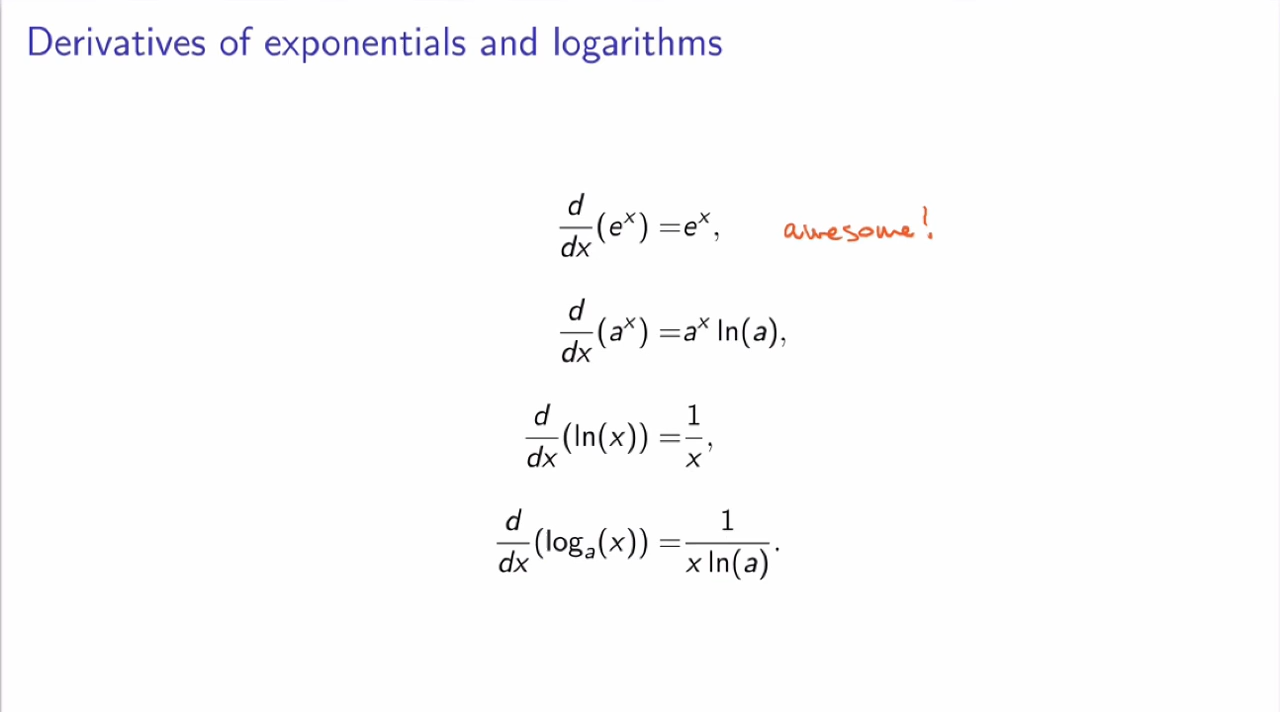 Derivatives of exponentials and logarithms
d/dx (e^x) = e^x, awesome!
d/dx (a^x) = a^x ln(a),
d/dx (ln(x)) = 1/x,
d/dx (log_a(x)) = 1/(x ln(a)).